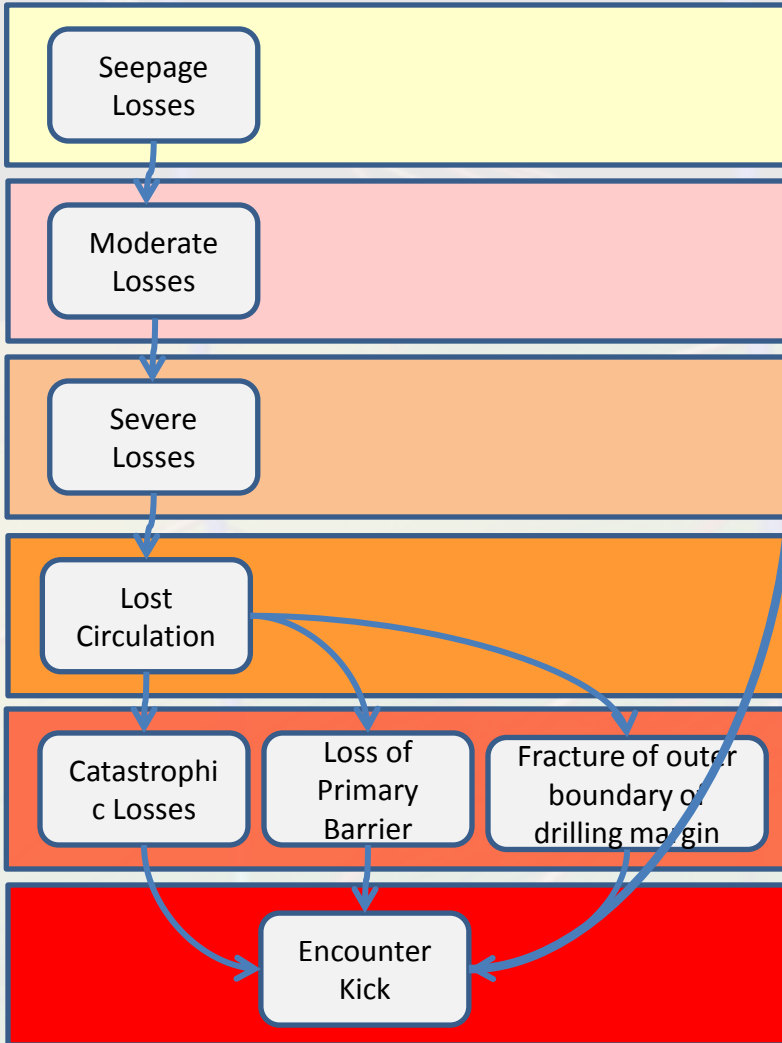 Seepage
Losses
Moderate
Losses
Severe
Losses
Lost
Circulation
Catastrophi
c Losses
Loss of
Primary
Barrier
Fracture of outer
boundary of
drilling margin
Encounter
Kick